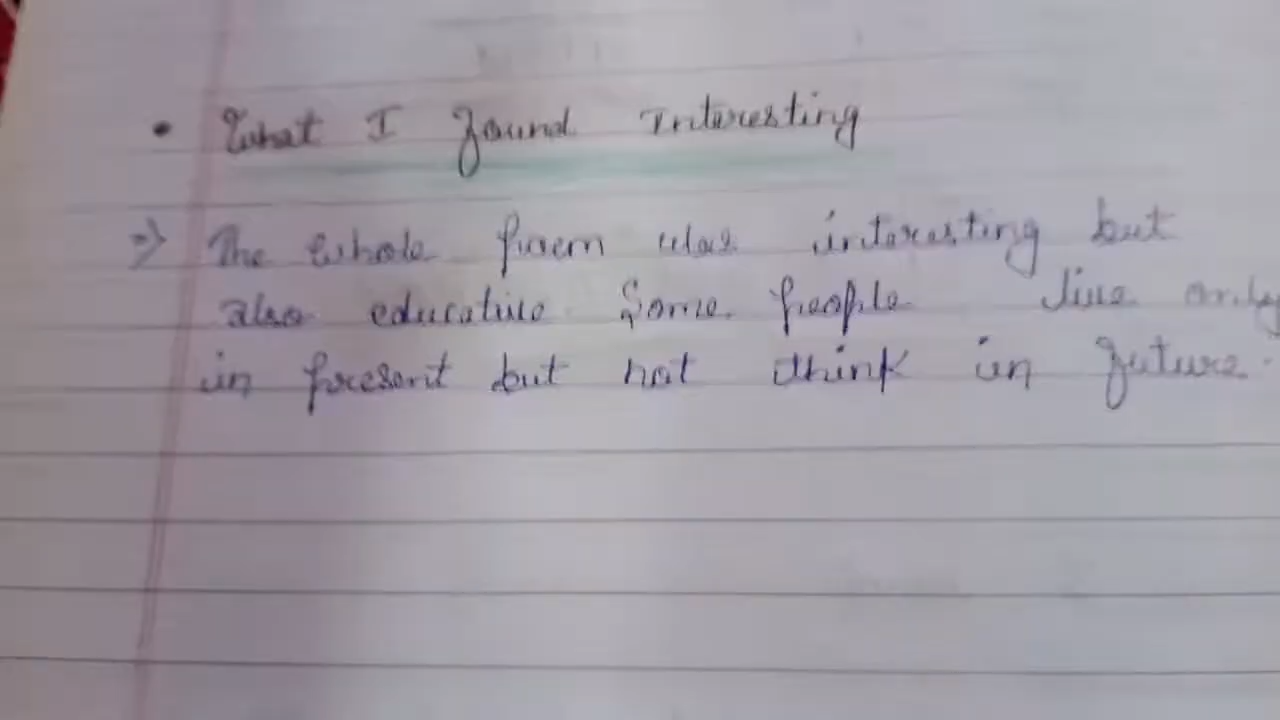 • What I found Interesting
=> The whole poem was interesting but
also educative. Some people live only
in present but not think in future.